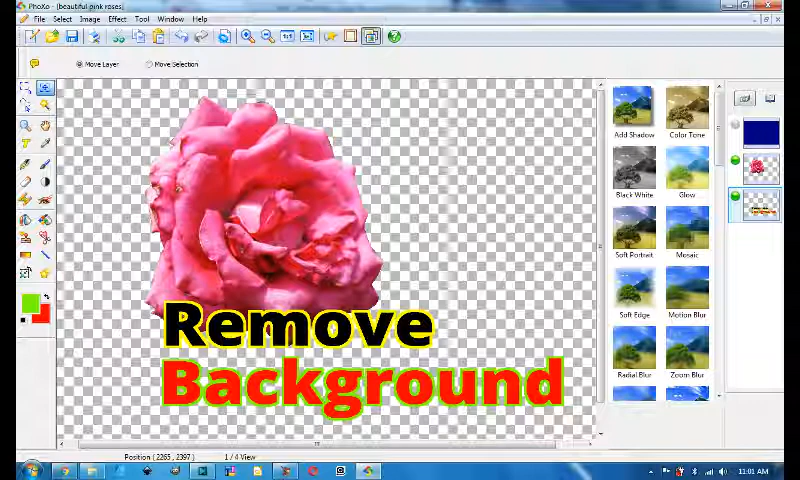 PhoXo - [beautiful-pink roses]
File Select Image Effect Tool Window Help
Move Layer Move Selection
Add Shadow Color Tone
Black White Glow
Soft Portrait Mosaic
Soft Edge Motion Blur
Radial Blur Zoom Blur
Remove
Background
Position ( 2265 , 2397 ) 1 / 4 View
11:01 AM